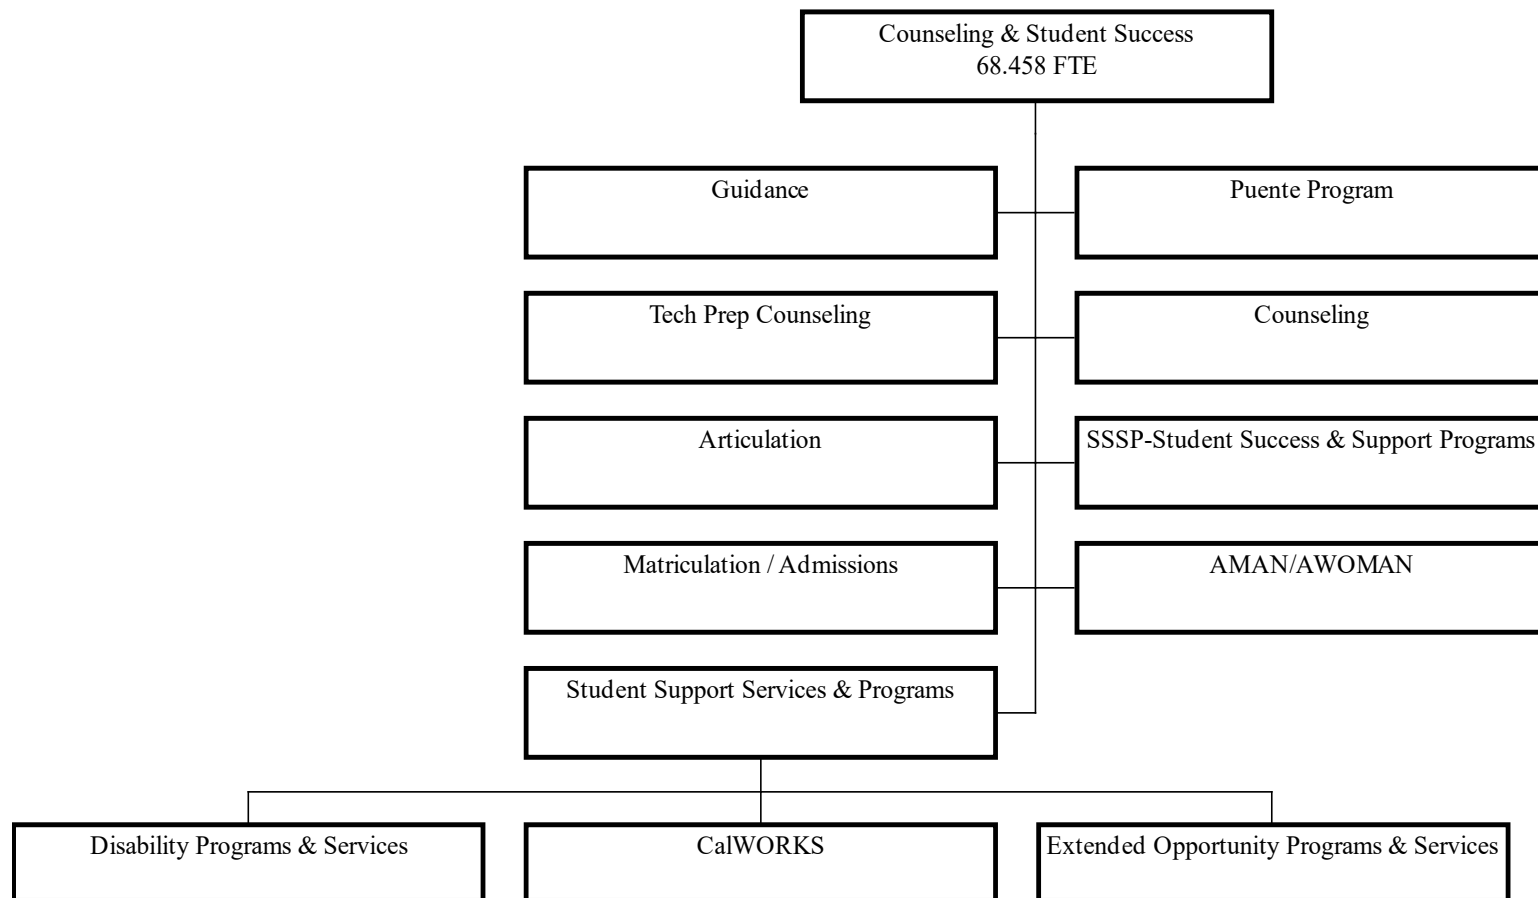 Counseling & Student Success
68.458 FTE
Guidance
Puente Program
Tech Prep Counseling
Counseling
Articulation
SSSP-Student Success & Support Programs
Matriculation / Admissions
AMAN/AWOMAN
Student Support Services & Programs
Disability Programs & Services
CalWORKS
Extended Opportunity Programs & Services